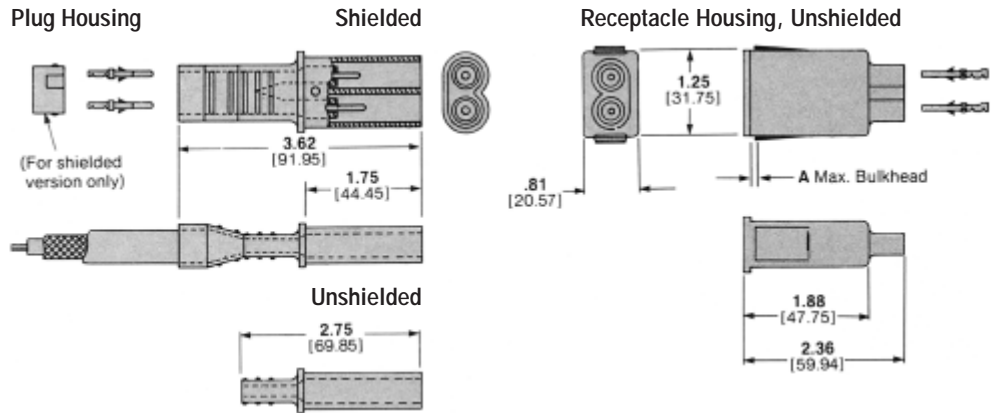 Plug Housing
Shielded
Receptacle Housing, Unshielded
(For shielded
version only)
3.62
[91.95]
1.75
[44.45]
1.25
[31.75]
.81
[20.57]
A Max. Bulkhead
Unshielded
2.75
[69.85]
1.88
[47.75]
2.36
[59.94]